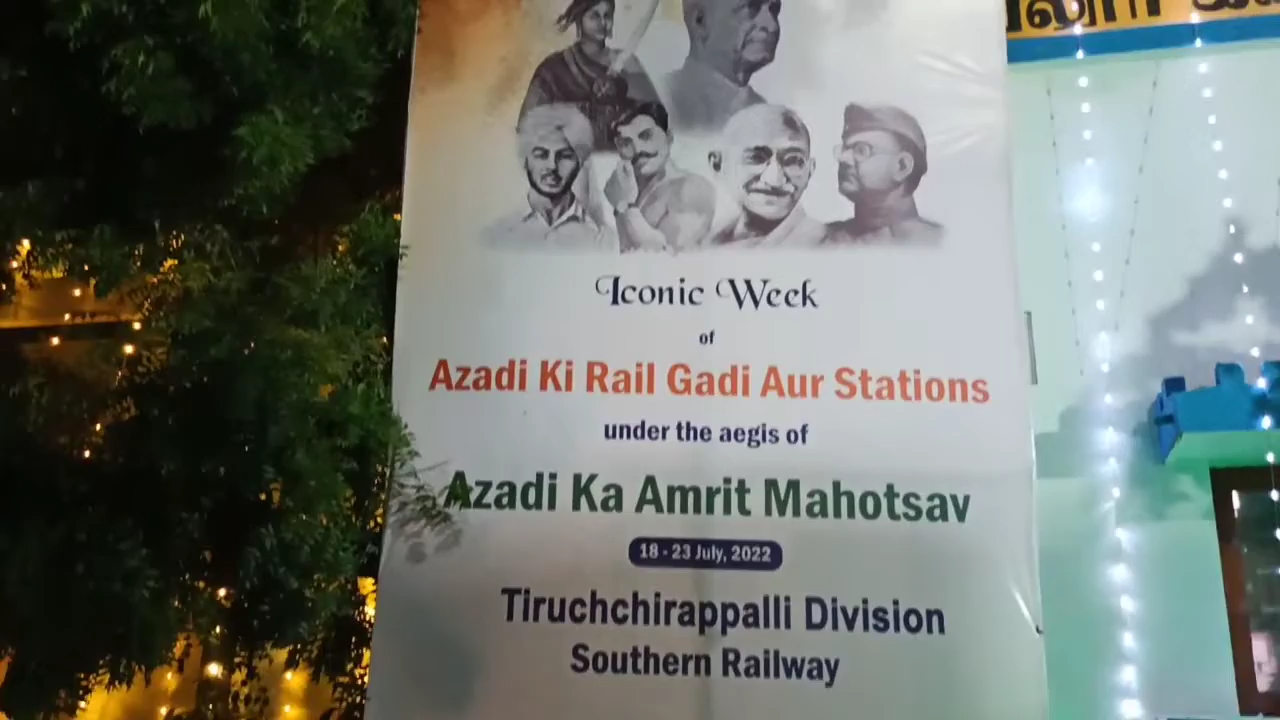 Iconic Week
of
Azadi Ki Rail Gadi Aur Stations
under the aegis of
Azadi Ka Amrit Mahotsav
18 - 23 July, 2022
Tiruchchirappalli Division
Southern Railway